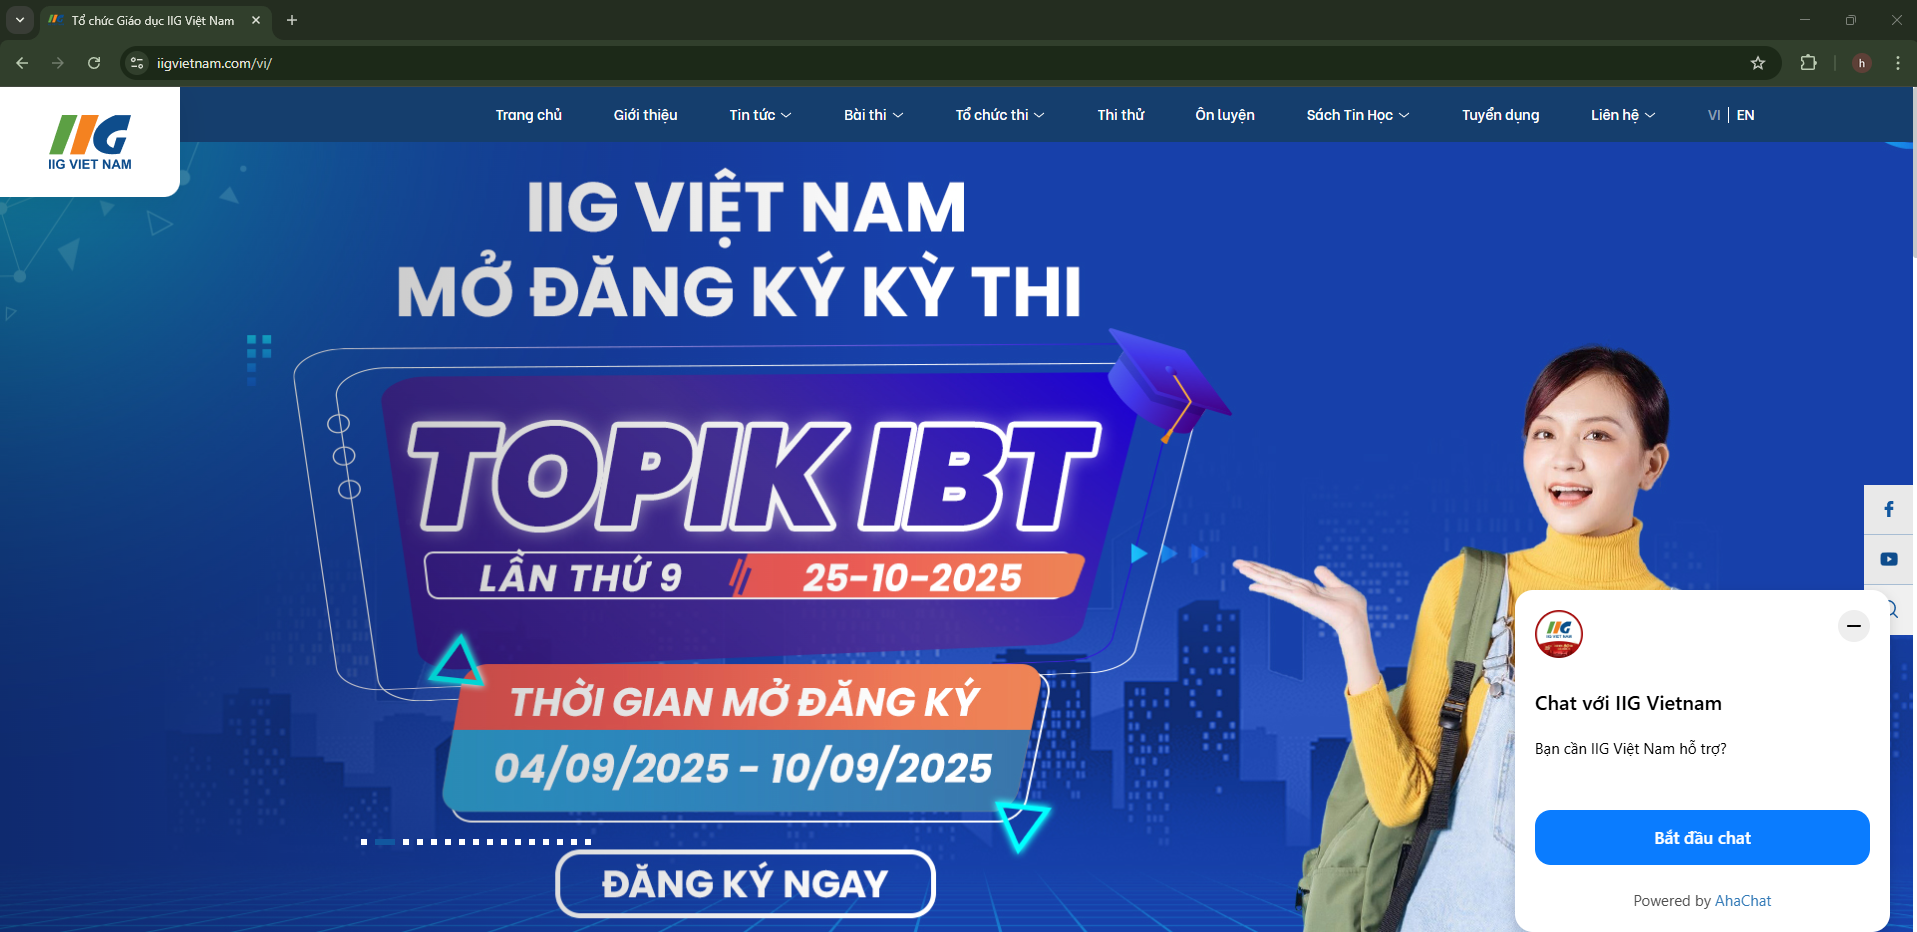 Tổ chức Giáo dục IIG Việt Nam
iigvietnam.com/vi/
h
IIG VIET NAM
Trang chủ Giới thiệu Tin tức Bài thi Tổ chức thi Thi thử Ôn luyện Sách Tin Học Tuyển dụng Liên hệ VI EN
IIG VIỆT NAM
MỞ ĐĂNG KÝ KỲ THI
TOPIK IBT
LẦN THỨ 9 25-10-2025
THỜI GIAN MỞ ĐĂNG KÝ
04/09/2025 - 10/09/2025
ĐĂNG KÝ NGAY
Chat với IIG Vietnam
Bạn cần IIG Việt Nam hỗ trợ?
Bắt đầu chat
Powered by AhaChat